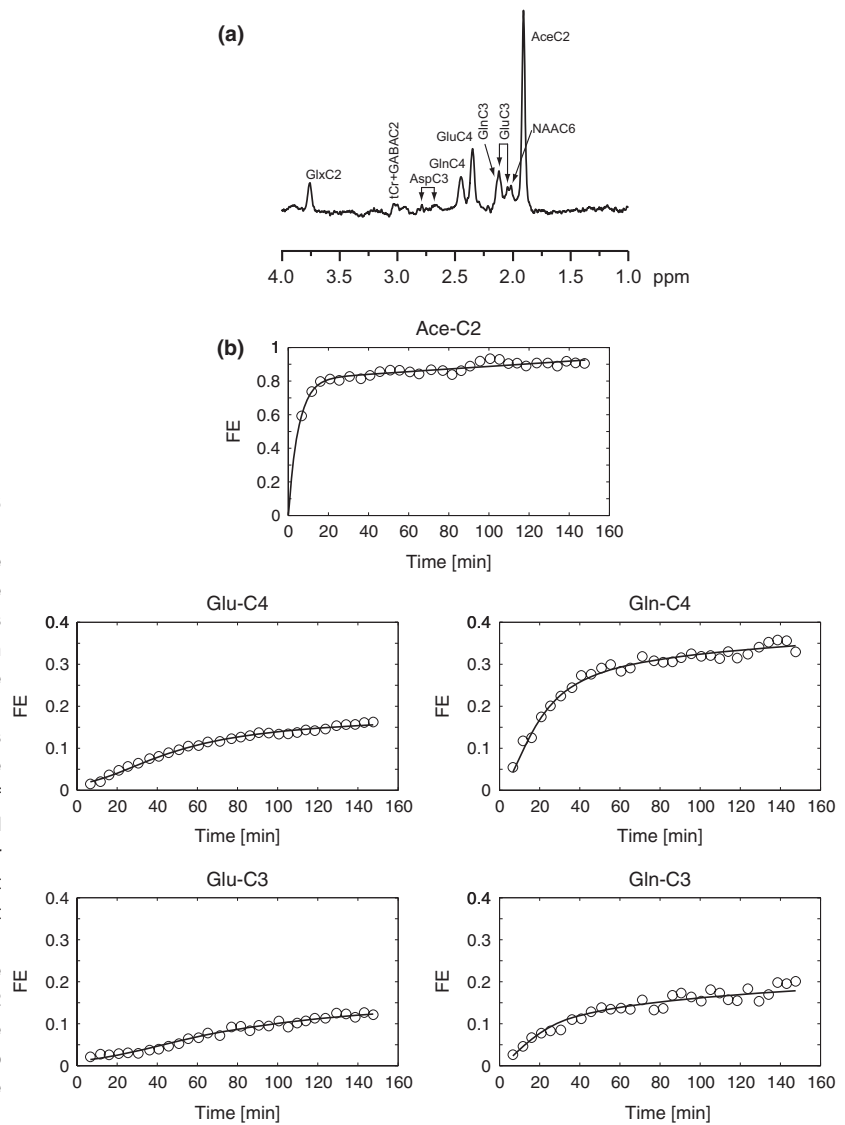 (a)
AceC2
GlnC3
GluC3
NAAC6
GluC4
GlnC4
tCr+GABAC2
AspC3
GlxC2
4.0 3.5 3.0 2.5 2.0 1.5 1.0 ppm
(b)
Ace-C2
1
0.8
0.6
0.4
0.2
0
FE
0 20 40 60 80 100 120 140 160
Time [min]
Glu-C4
0.4
0.3
0.2
0.1
0
FE
0 20 40 60 80 100 120 140 160
Time [min]
Gln-C4
0.4
0.3
0.2
0.1
0
FE
0 20 40 60 80 100 120 140 160
Time [min]
Glu-C3
0.4
0.3
0.2
0.1
0
FE
0 20 40 60 80 100 120 140 160
Time [min]
Gln-C3
0.4
0.3
0.2
0.1
0
FE
0 20 40 60 80 100 120 140 160
Time [min]